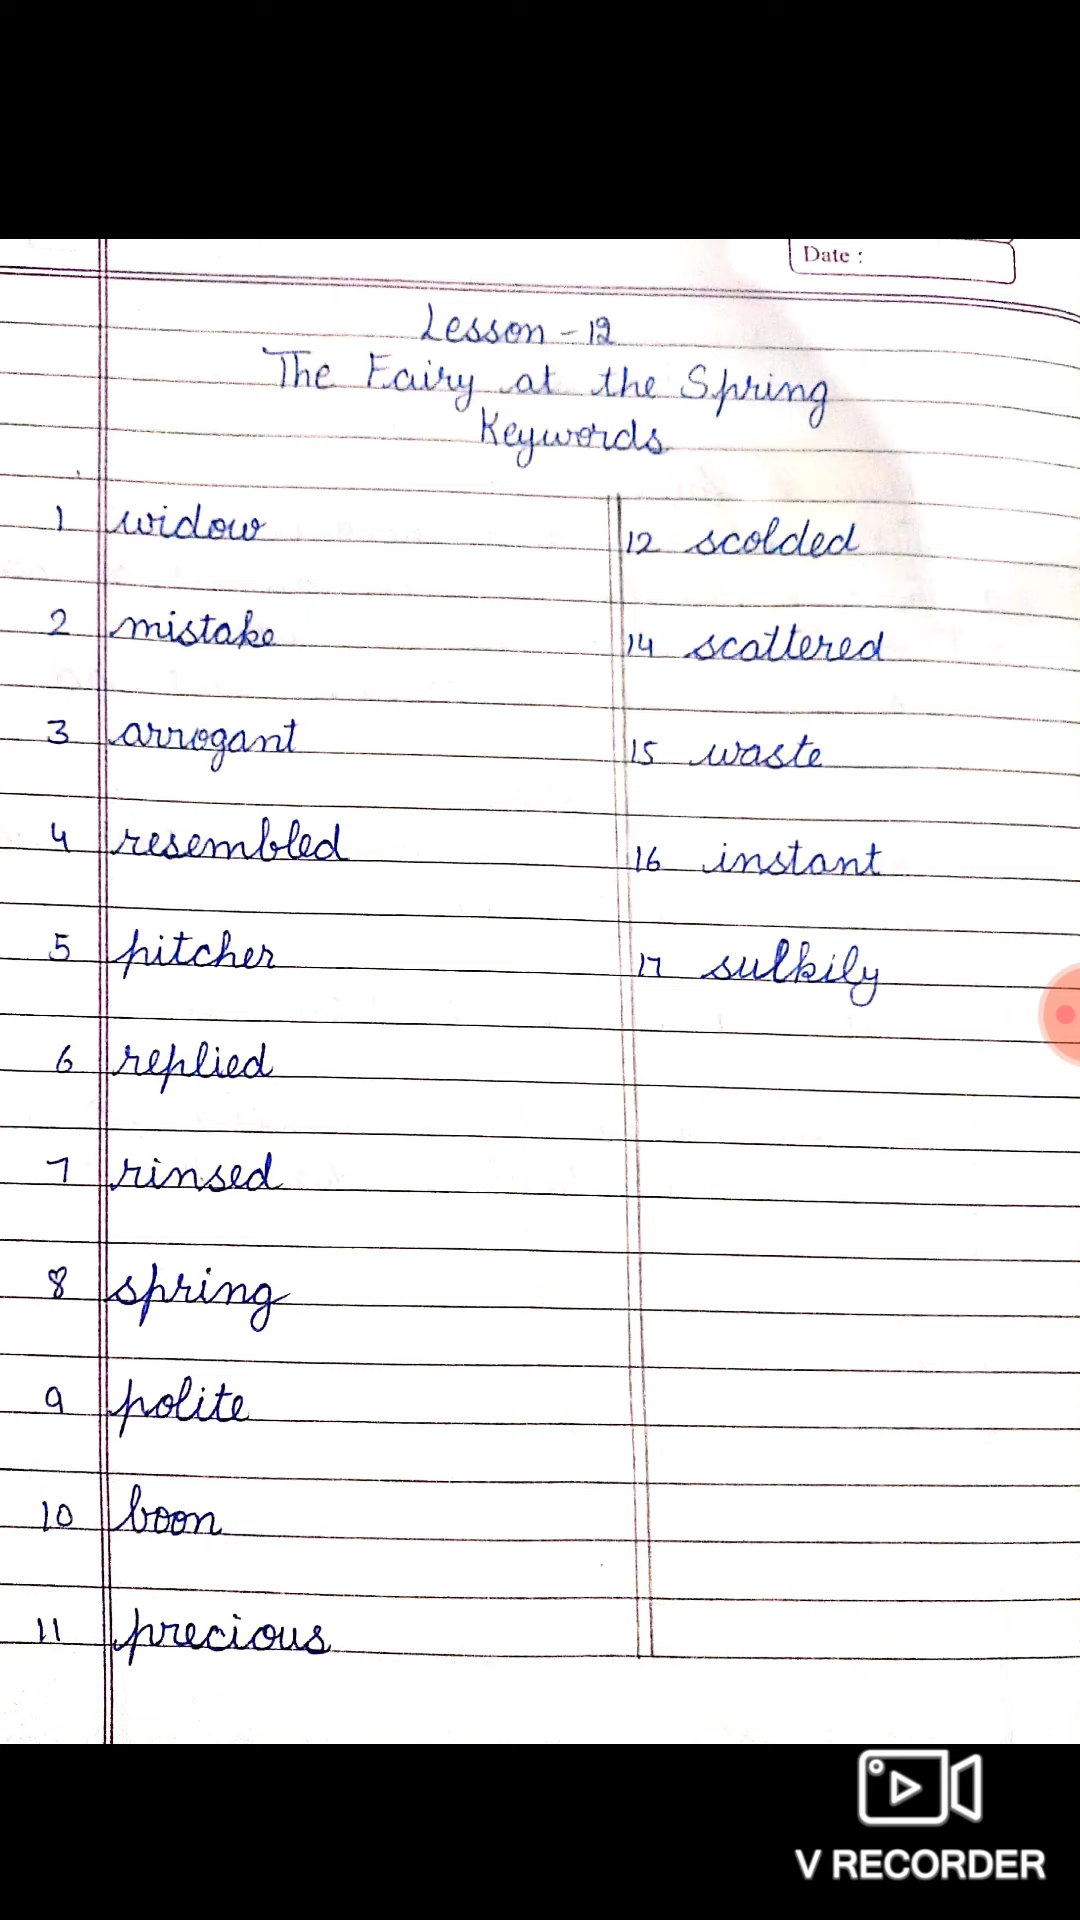 Date :
Lesson - 12
The Fairy at the Spring
Keywords
1 widow
2 mistake
3 arrogant
4 resembled
5 pitcher
6 replied
7 rinsed
8 spring
9 polite
10 boon
11 precious
12 scolded
14 scattered
15 waste
16 instant
17 sulkily
V RECORDER